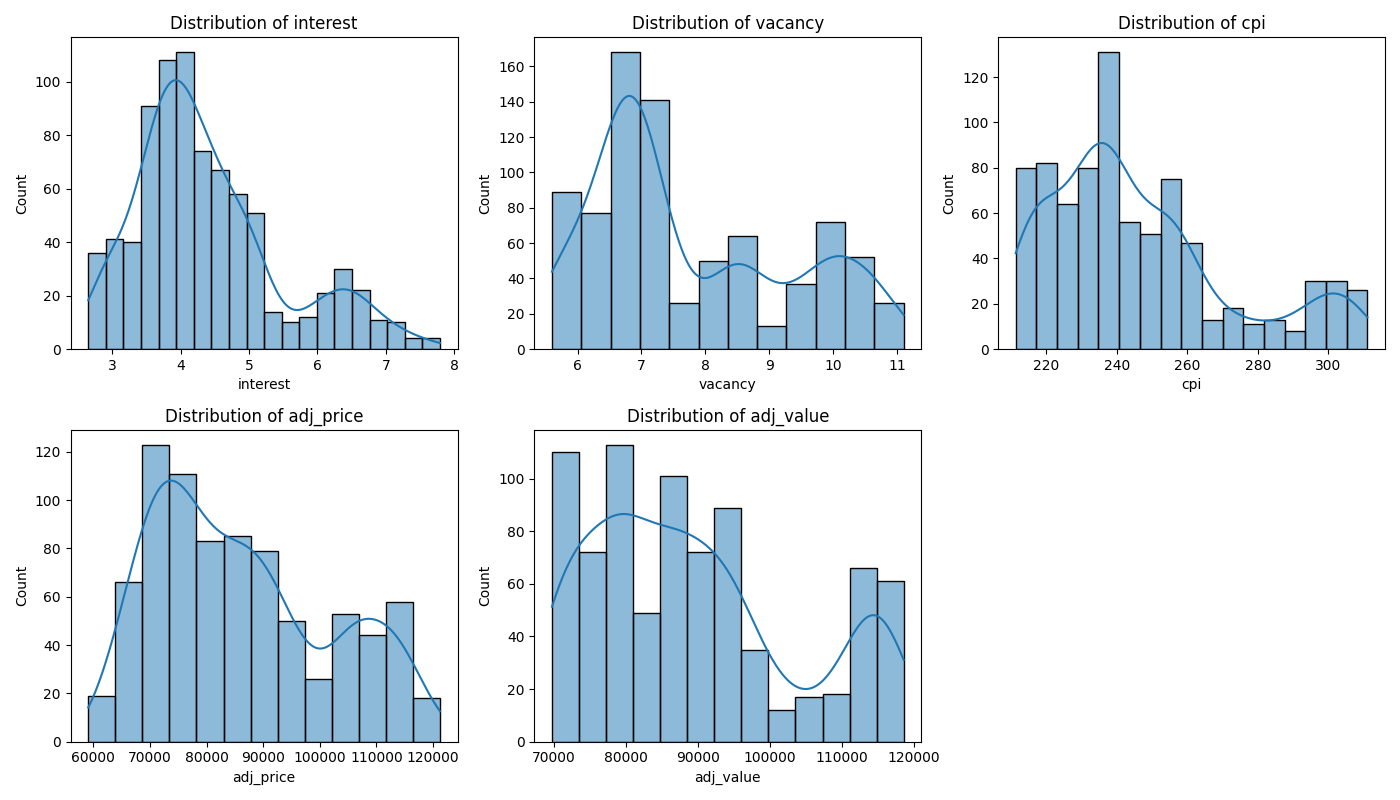 Distribution of interest
Count
100
80
60
40
20
0
3 4 5 6 7 8
interest
Distribution of vacancy
Count
160
140
120
100
80
60
40
20
0
6 7 8 9 10 11
vacancy
Distribution of cpi
Count
120
100
80
60
40
20
0
220 240 260 280 300
cpi
Distribution of adj_price
Count
120
100
80
60
40
20
0
60000 70000 80000 90000 100000 110000 120000
adj_price
Distribution of adj_value
Count
100
80
60
40
20
0
70000 80000 90000 100000 110000 120000
adj_value